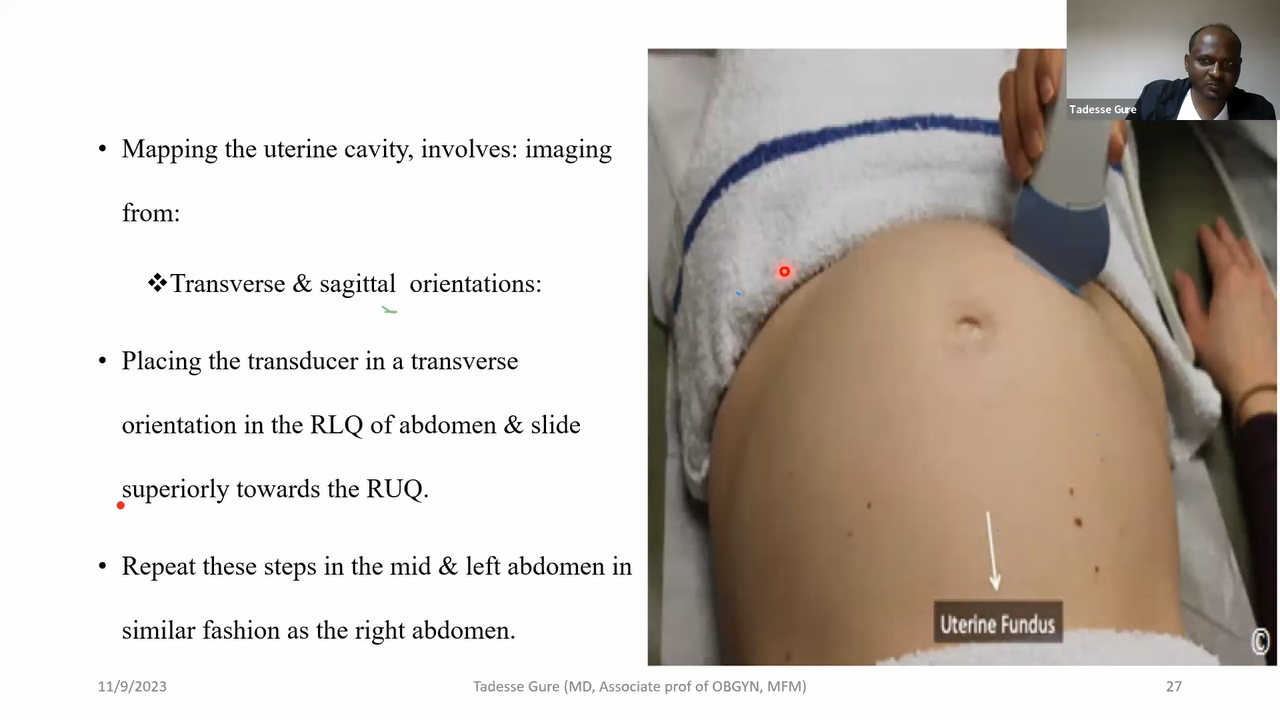 Tadesse Gure
• Mapping the uterine cavity, involves: imaging
from:
❖Transverse & sagittal orientations:
• Placing the transducer in a transverse
orientation in the RLQ of abdomen & slide
superiorly towards the RUQ.
• Repeat these steps in the mid & left abdomen in
similar fashion as the right abdomen.
Uterine Fundus
©
11/9/2023
Tadesse Gure (MD, Associate prof of OBGYN, MFM)
27